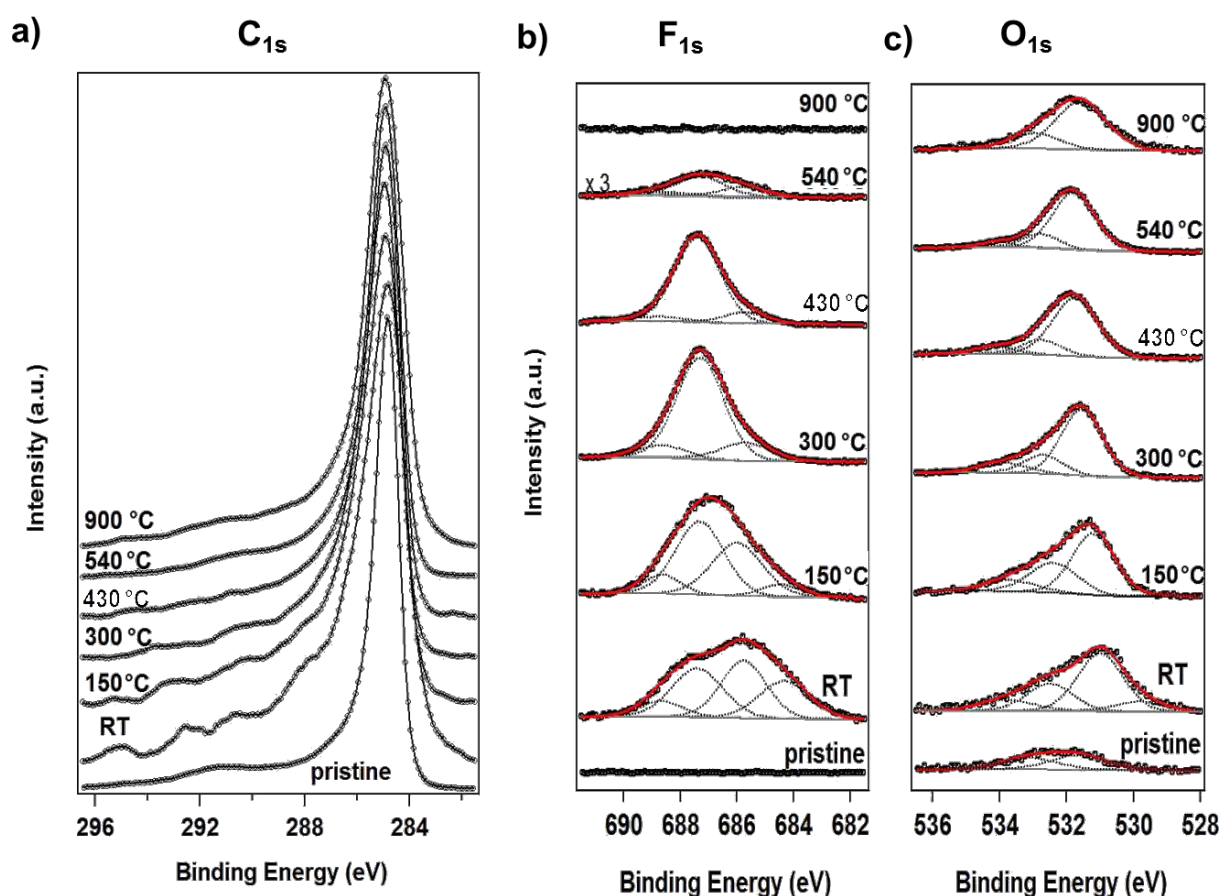 a)
C1s
b)
F1s
c)
O1s
Intensity (a.u.)
900 °C
540 °C
430 °C
300 °C
150 °C
RT
pristine
296
292
288
284
Binding Energy (eV)
Intensity (a.u.)
900 °C
x 3
540 °C
430 °C
300 °C
150 °C
RT
pristine
690
688
686
684
682
Binding Energy (eV)
900 °C
540 °C
430 °C
300 °C
150 °C
RT
pristine
536
534
532
530
528
Binding Energy (eV)